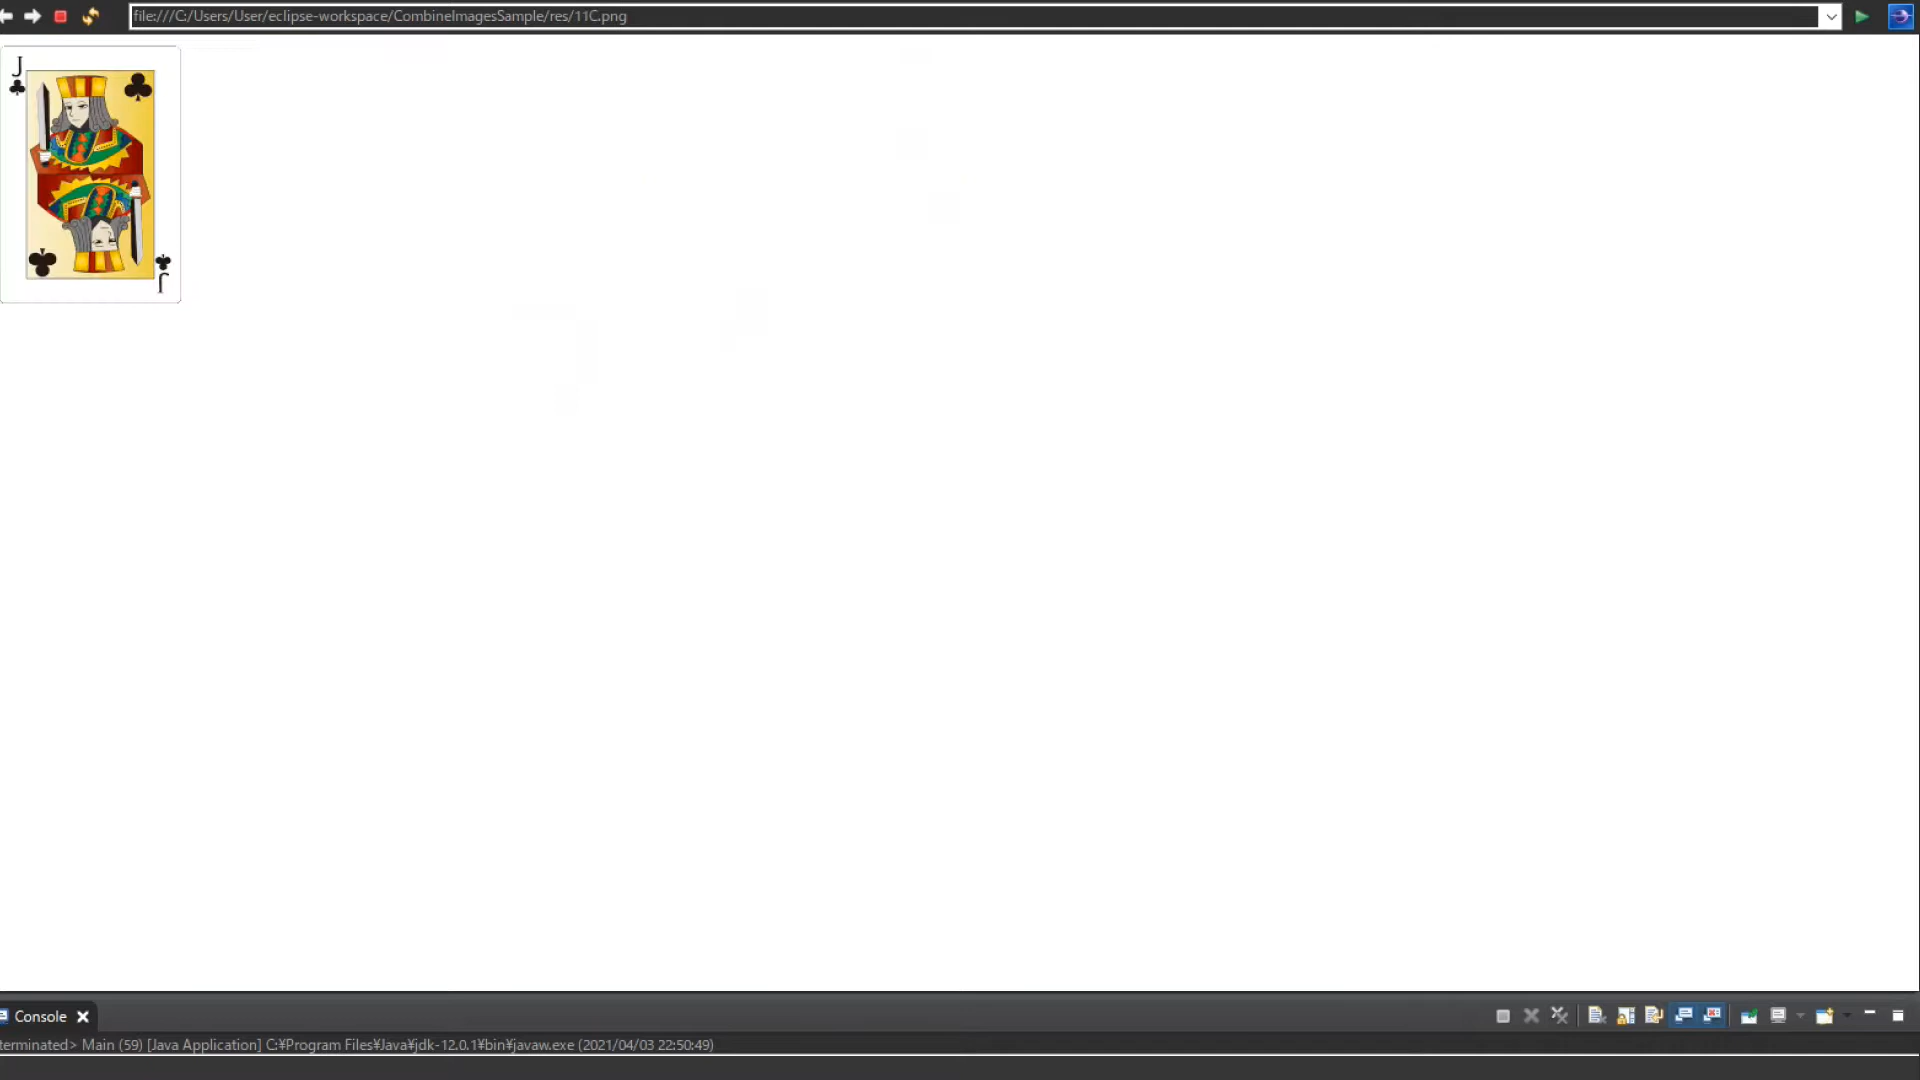 file:///C:/Users/User/eclipse-workspace/CombineImagesSample/res/11C.png
J
J
Console
terminated> Main (59) [Java Application] C:¥Program Files¥Java¥jdk-12.0.1¥bin¥javaw.exe (2021/04/03 22:50:49)